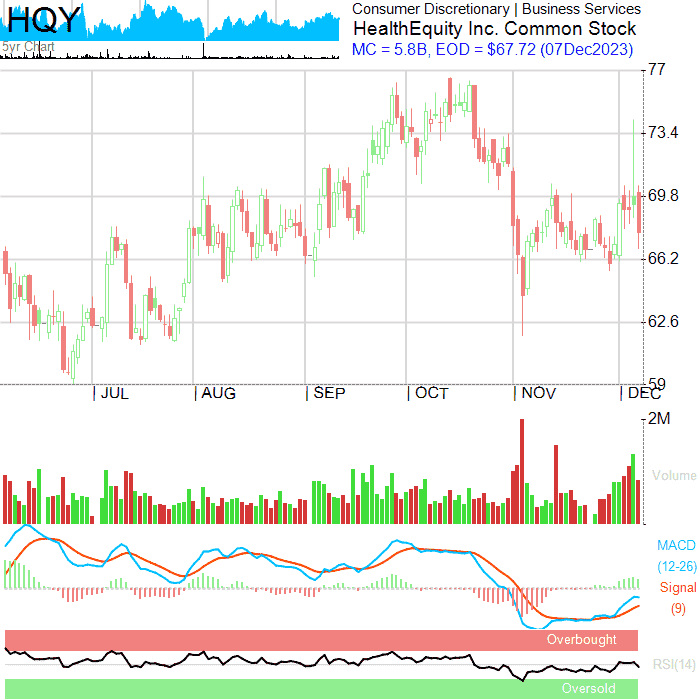 HQY
5yr Chart
Consumer Discretionary | Business Services
HealthEquity Inc. Common Stock
MC = 5.8B, EOD = $67.72 (07Dec2023)
77
73.4
69.8
66.2
62.6
59
JUL AUG SEP OCT NOV DEC
2M
Volume
MACD
(12-26)
Signal
(9)
Overbought
RSI(14)
Oversold